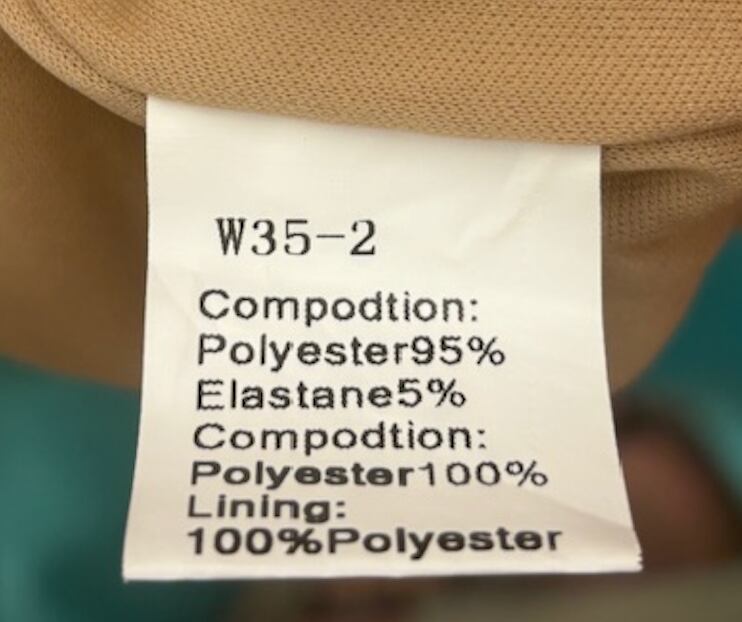 W35-2
Compodtion:
Polyester95%
Elastane5%
Compodtion:
Polyester100%
Lining:
100%Polyester